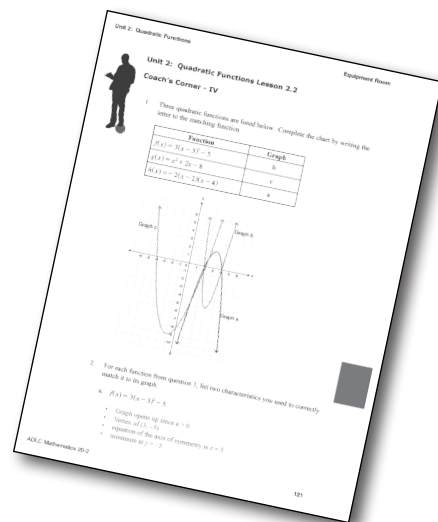 Unit 2: Quadratic Functions
Equipment Room
Unit 2: Quadratic Functions Lesson 2.2
Coach's Corner - IV
1. Three quadratic functions are listed below. Complete the chart by writing the
letter to the matching function.
Function Graph
f(x) = 3(x − 3)² − 5 b
g(x) = x² + 2x − 8 c
h(x) = −2(x − 2)(x − 4) a
Graph c
Graph b
Graph a
2. For each function from question 1, list two characteristics you used to correctly
match it to its graph.
a. f(x) = 3(x − 3)² − 5
• Graph opens up since a > 0
• Vertex of (3, −5)
• equation of the axis of symmetry is x = 3
• minimum at y = −5
ADLC Mathematics 20-2
121